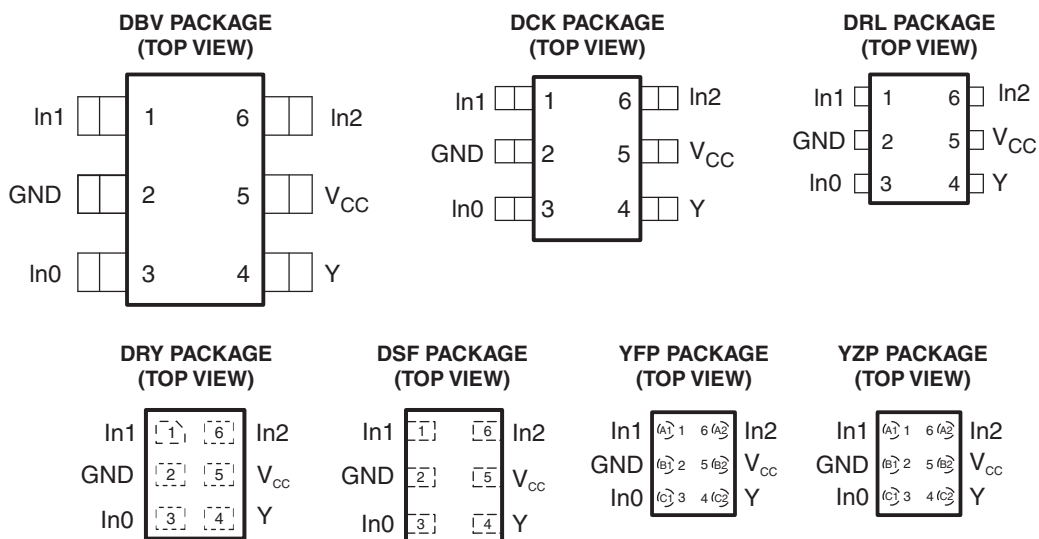 DBV PACKAGE
(TOP VIEW)
In1 1 6 In2
GND 2 5 VCC
In0 3 4 Y
DCK PACKAGE
(TOP VIEW)
In1 1 6 In2
GND 2 5 VCC
In0 3 4 Y
DRL PACKAGE
(TOP VIEW)
In1 1 6 In2
GND 2 5 VCC
In0 3 4 Y
DRY PACKAGE
(TOP VIEW)
In1 1 6 In2
GND 2 5 VCC
In0 3 4 Y
DSF PACKAGE
(TOP VIEW)
In1 1 6 In2
GND 2 5 VCC
In0 3 4 Y
YFP PACKAGE
(TOP VIEW)
In1 A1 1 6 A2 In2
GND B1 2 5 B2 VCC
In0 C1 3 4 C2 Y
YZP PACKAGE
(TOP VIEW)
In1 A1 1 6 A2 In2
GND B1 2 5 B2 VCC
In0 C1 3 4 C2 Y